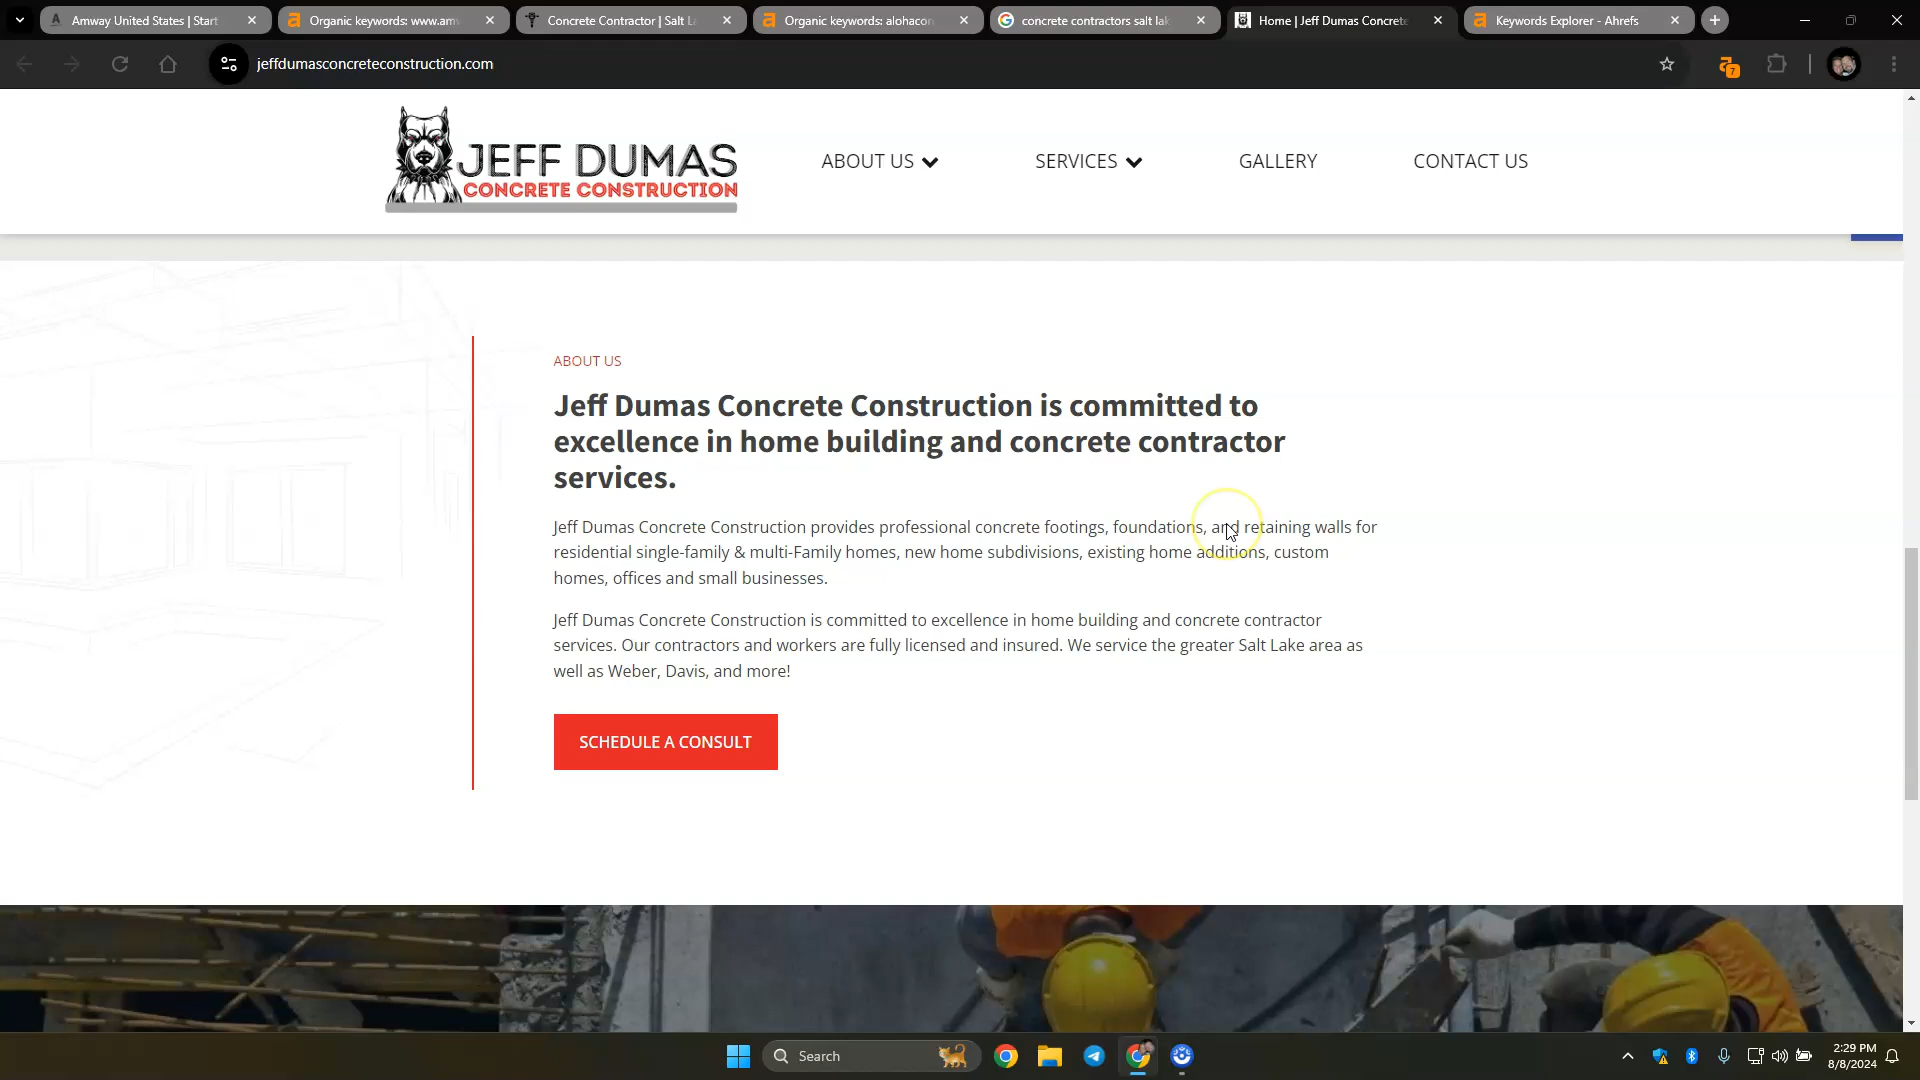 Amway United States | Start
Organic keywords: www.am
Concrete Contractor | Salt L
Organic keywords: alohacon
concrete contractors salt lak
Home | Jeff Dumas Concrete
Keywords Explorer - Ahrefs
jeffdumasconcreteconstruction.com
7
JEFF DUMAS
CONCRETE CONSTRUCTION
ABOUT US
SERVICES
GALLERY
CONTACT US
ABOUT US
Jeff Dumas Concrete Construction is committed to
excellence in home building and concrete contractor
services.
Jeff Dumas Concrete Construction provides professional concrete footings, foundations, and retaining walls for
residential single-family & multi-Family homes, new home subdivisions, existing home additions, custom
homes, offices and small businesses.
Jeff Dumas Concrete Construction is committed to excellence in home building and concrete contractor
services. Our contractors and workers are fully licensed and insured. We service the greater Salt Lake area as
well as Weber, Davis, and more!
SCHEDULE A CONSULT
Search
2:29 PM
8/8/2024